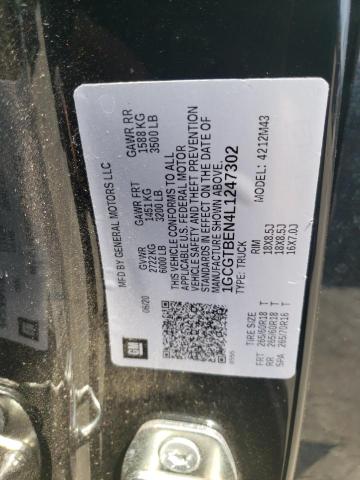 MFD BY GENERAL MOTORS LLC
GVWR
2722KG
6000 LB
GAWR FRT
1451 KG
3200 LB
GAWR RR
1588 KG
3500 LB
THIS VEHICLE CONFORMS TO ALL
APPLICABLE U.S. FEDERAL MOTOR
VEHICLE SAFETY AND THEFT PREVENTION
STANDARDS IN EFFECT ON THE DATE OF
MANUFACTURE SHOWN ABOVE.
06/20
1GCGTBEN4L1247302
TYPE: TRUCK
MODEL: 4212M43
TIRE SIZE
RIM
FRT 265/60R18 T 18X8.5J
RR 265/60R18 T 18X8.5J
SPA 265/70R16 T 16X7.0J
GM